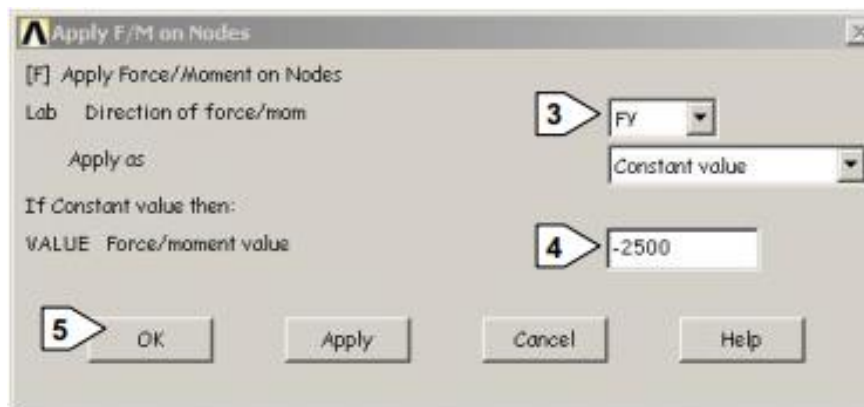 Apply F/M on Nodes
[F] Apply Force/Moment on Nodes
Lab Direction of force/mom 3 FY
Apply as Constant value
If Constant value then:
VALUE Force/moment value 4 -2500
5 OK Apply Cancel Help